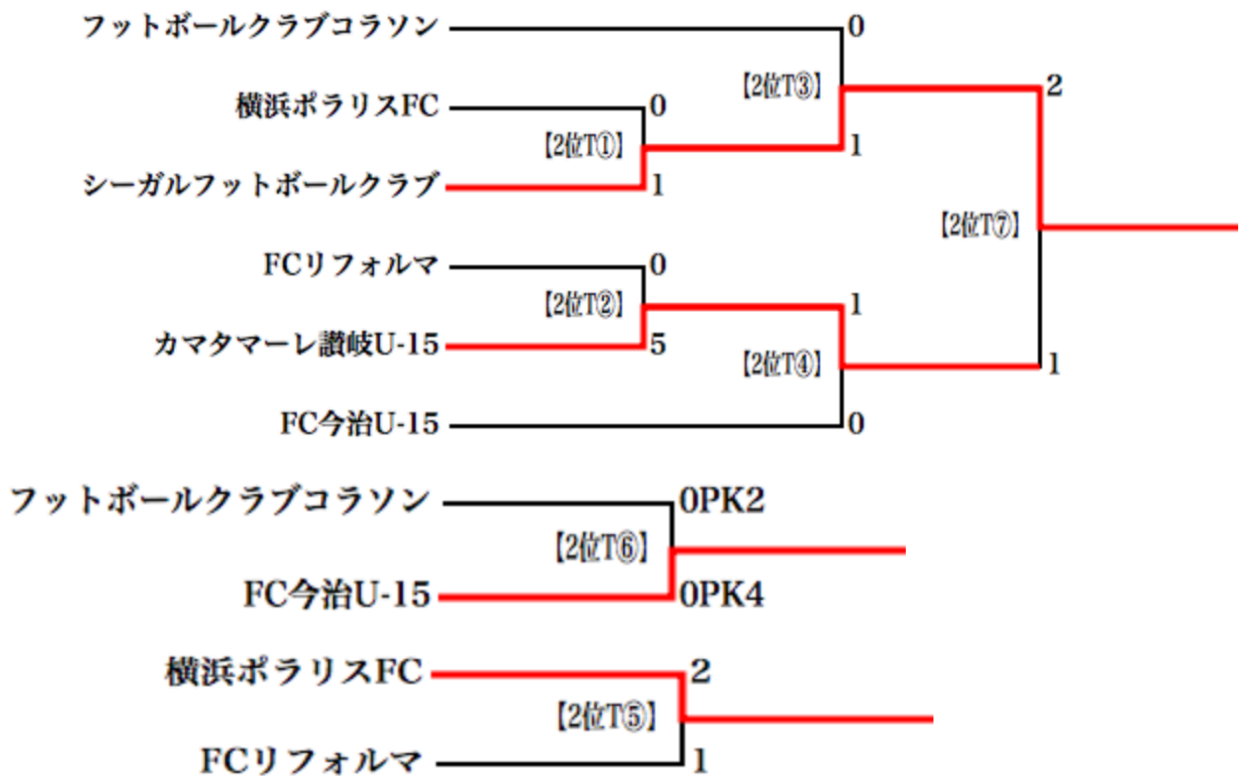 フットボールクラブコラソン 0
【2位T③】 2
横浜ポラリスFC 0
【2位T①】 1
シーガルフットボールクラブ 1
【2位T⑦】
FCリフォルマ 0
【2位T②】 1
カマタマーレ讃岐U-15 5
【2位T④】 1
FC今治U-15 0
フットボールクラブコラソン 0PK2
【2位T⑥】
FC今治U-15 0PK4
横浜ポラリスFC 2
【2位T⑤】
FCリフォルマ 1